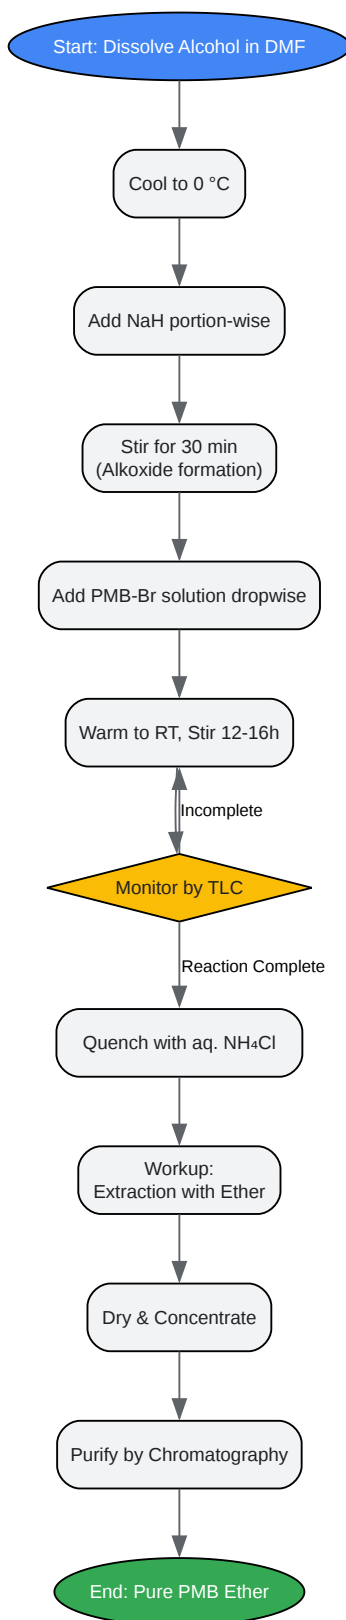 Start: Dissolve Alcohol in DMF
Cool to 0 °C
Add NaH portion-wise
Stir for 30 min
(Alkoxide formation)
Add PMB-Br solution dropwise
Warm to RT, Stir 12-16h
Incomplete
Monitor by TLC
Reaction Complete
Quench with aq. NH₄Cl
Workup:
Extraction with Ether
Dry & Concentrate
Purify by Chromatography
End: Pure PMB Ether